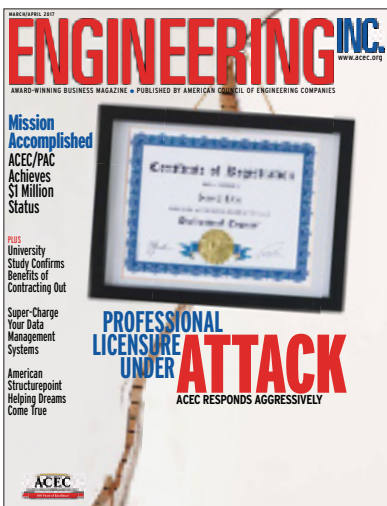 MARCH/APRIL 2017
ENGINEERING INC.
www.acec.org
AWARD-WINNING BUSINESS MAGAZINE ● PUBLISHED BY AMERICAN COUNCIL OF ENGINEERING COMPANIES
Mission
Accomplished
ACEC/PAC
Achieves
$1 Million
Status
PLUS
University
Study Confirms
Benefits of
Contracting Out
Super-Charge
Your Data
Management
Systems
American
Structurepoint
Helping Dreams
Come True
Certificate of Registration
PROFESSIONAL
LICENSURE
UNDER
ATTACK
ACEC RESPONDS AGGRESSIVELY
ACEC